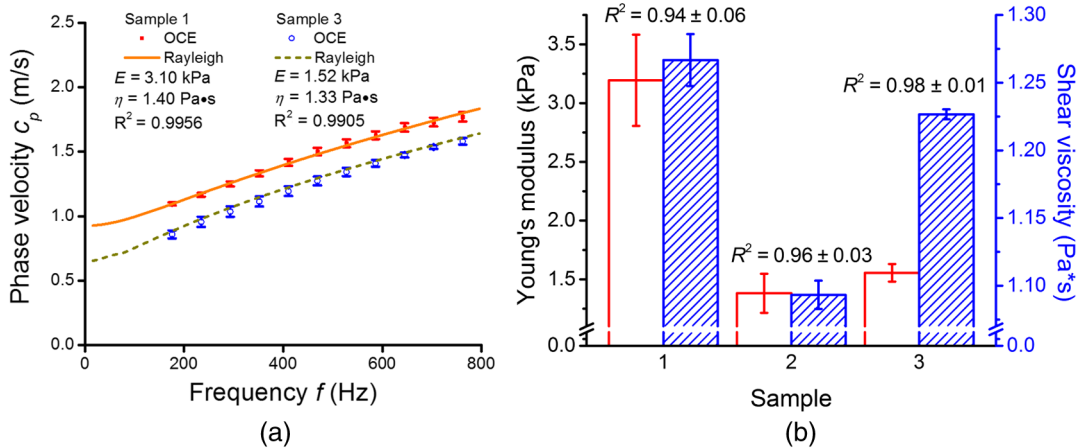 (a)
2.5
2.0
1.5
1.0
0.5
0.0
Phase velocity cp (m/s)
Sample 1
OCE
Rayleigh
E = 3.10 kPa
η = 1.40 Pa•s
R² = 0.9956
Sample 3
OCE
Rayleigh
E = 1.52 kPa
η = 1.33 Pa•s
R² = 0.9905
0 200 400 600 800
Frequency f (Hz)
(a)
(b)
3.5
3.0
2.5
2.0
1.5
0.0
Young's modulus (kPa)
R² = 0.94 ± 0.06
R² = 0.96 ± 0.03
R² = 0.98 ± 0.01
1.30
1.25
1.20
1.15
1.10
0.0
Shear viscosity (Pa*s)
1 2 3
Sample
(b)